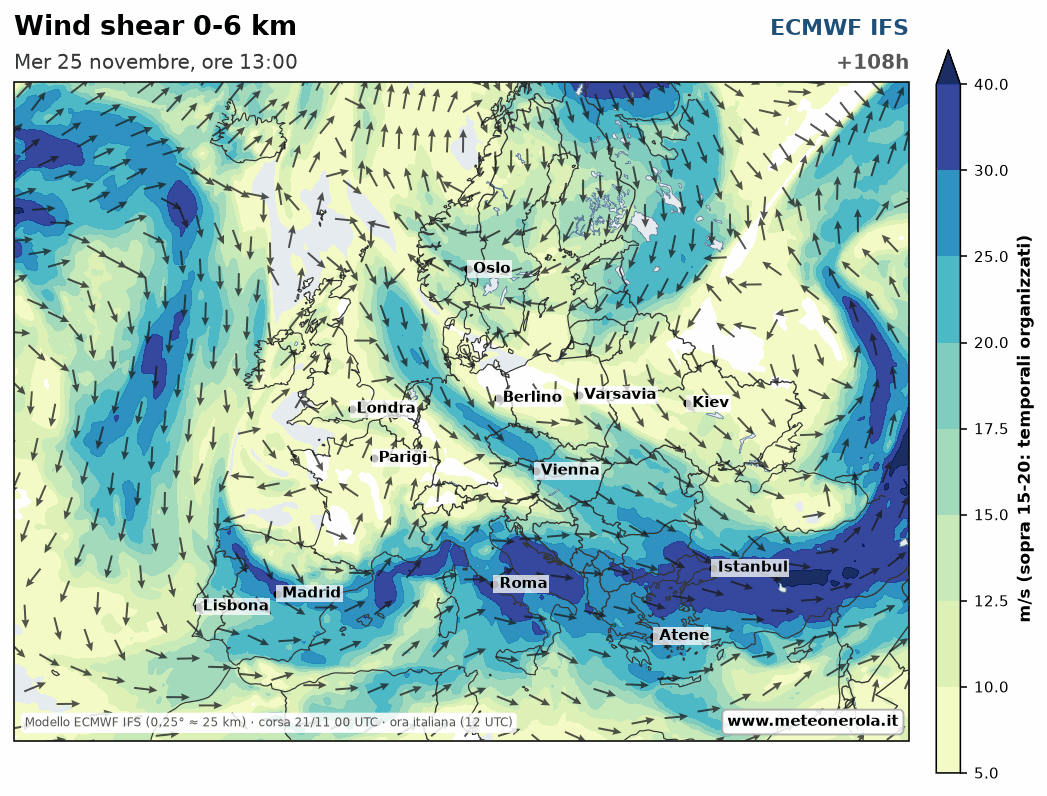 Wind shear 0-6 km
ECMWF IFS
Mer 25 novembre, ore 13:00
+108h
40.0
30.0
25.0
20.0
17.5
15.0
12.5
10.0
5.0
m/s (sopra 15-20: temporali organizzati)
Oslo
Berlino
Varsavia
Kiev
Londra
Parigi
Vienna
Istanbul
Roma
Madrid
Lisbona
Atene
Modello ECMWF IFS (0,25° ≈ 25 km) · corsa 21/11 00 UTC · ora italiana (12 UTC)
www.meteonerola.it